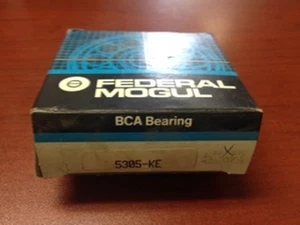 FEDERAL
MOGUL
BCA Bearing
5305-KE
X